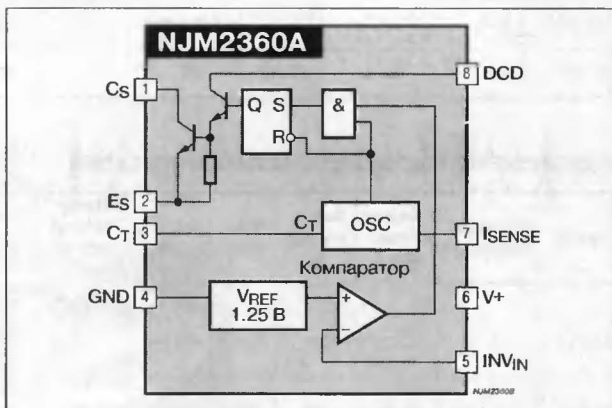 NJM2360A
CS 1
8 DCD
Q S &
R
ES 2
CT 3
CT OSC
7 ISENSE
Компаратор
GND 4
VREF
1.25 В
+
−
6 V+
5 INVIN
NJM2360B